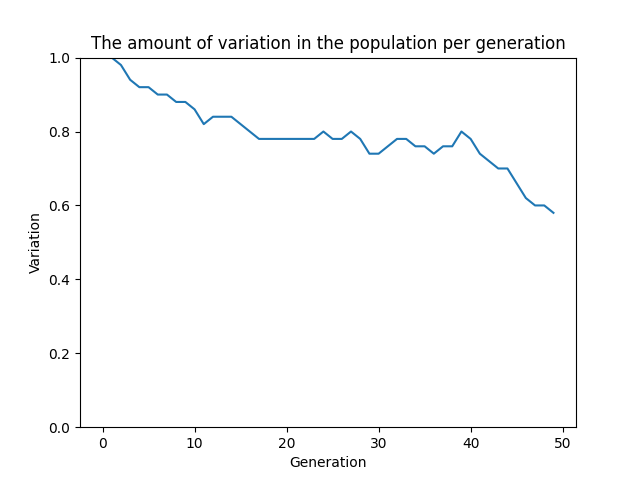 The amount of variation in the population per generation
1.0
0.8
0.6
0.4
0.2
0.0
Variation
0 10 20 30 40 50
Generation